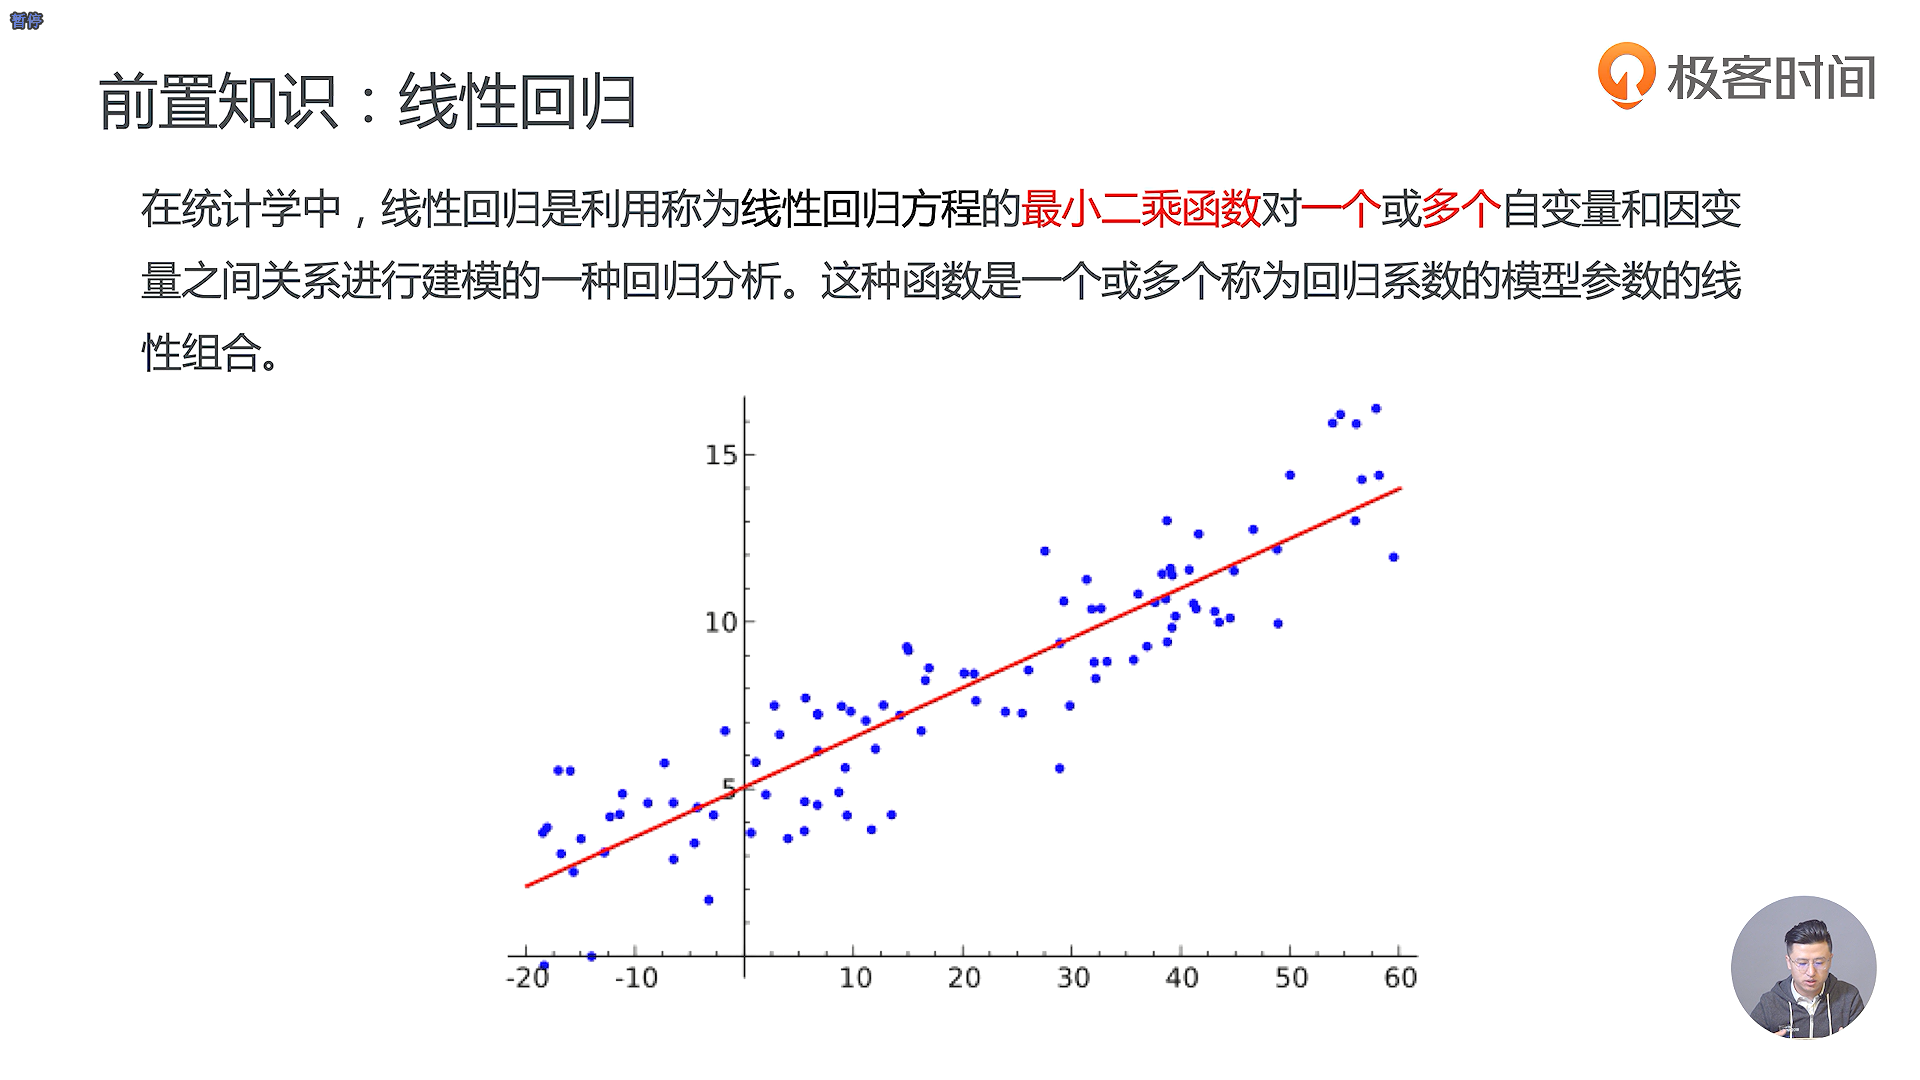 暂停
前置知识：线性回归
极客时间
在统计学中，线性回归是利用称为线性回归方程的最小二乘函数对一个或多个自变量和因变
量之间关系进行建模的一种回归分析。这种函数是一个或多个称为回归系数的模型参数的线
性组合。
15
10
5
-20 -10 10 20 30 40 50 60